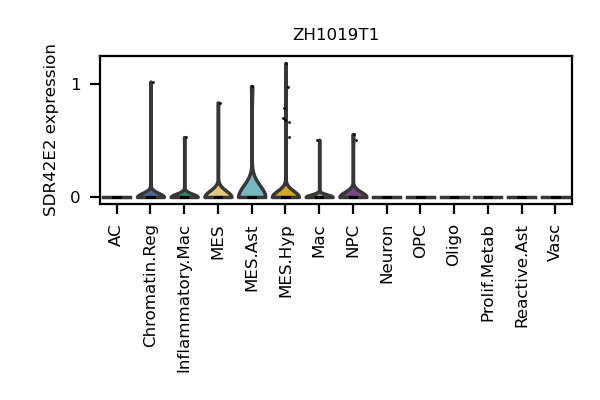 ZH1019T1
SDR42E2 expression
1
0
AC
Chromatin.Reg
Inflammatory.Mac
MES
MES.Ast
MES.Hyp
Mac
NPC
Neuron
OPC
Oligo
Prolif.Metab
Reactive.Ast
Vasc